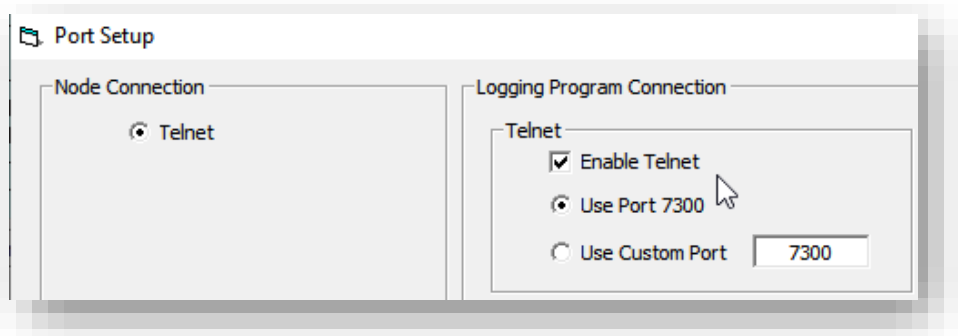 Port Setup
Node Connection
Telnet
Logging Program Connection
Telnet
Enable Telnet
Use Port 7300
Use Custom Port 7300